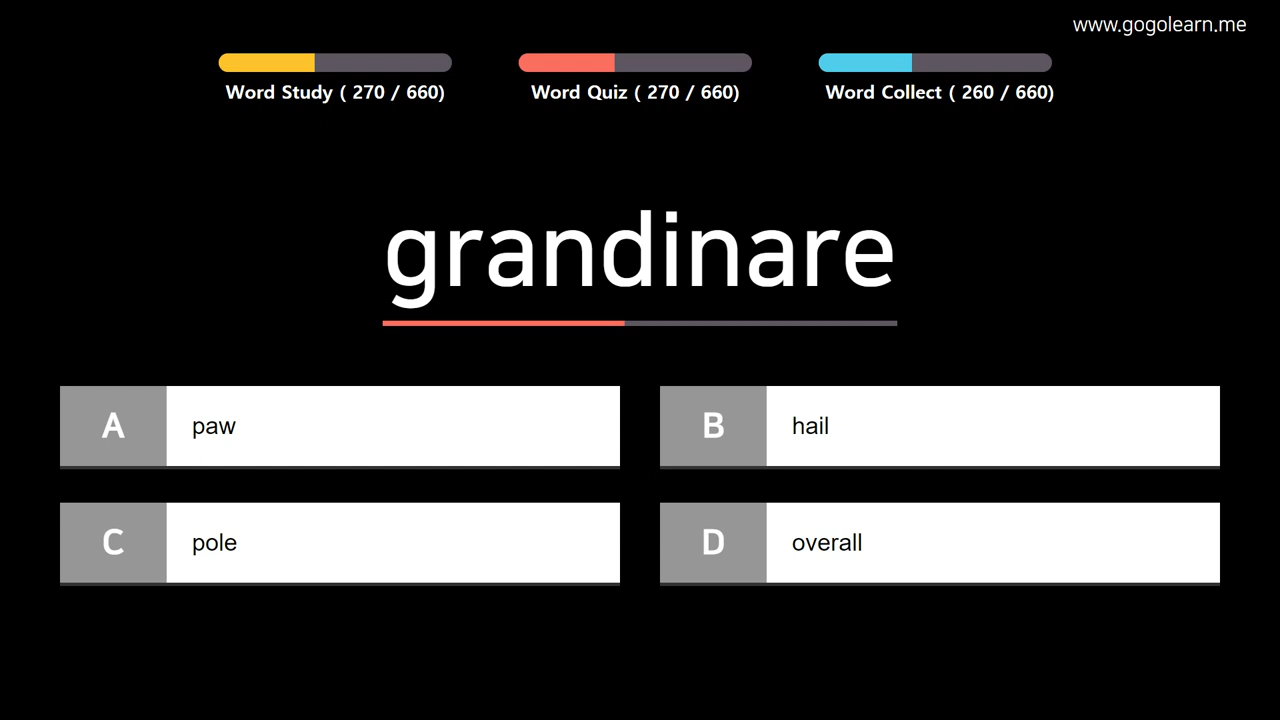 www.gogolearn.me
Word Study ( 270 / 660)
Word Quiz ( 270 / 660)
Word Collect ( 260 / 660)
grandinare
A paw
B hail
C pole
D overall